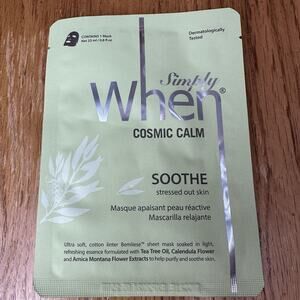 CONTAINS 1 Mask
Net 23 ml / 0.8 fl oz
Dermatologically
Tested
Simply
When®
COSMIC CALM
SOOTHE
stressed out skin
Masque apaisant peau réactive
Mascarilla relajante
Ultra soft, cotton linter Bemliese™ sheet mask soaked in light,
refreshing essence formulated with Tea Tree Oil, Calendula Flower
and Arnica Montana Flower Extracts to help purify and soothe skin.